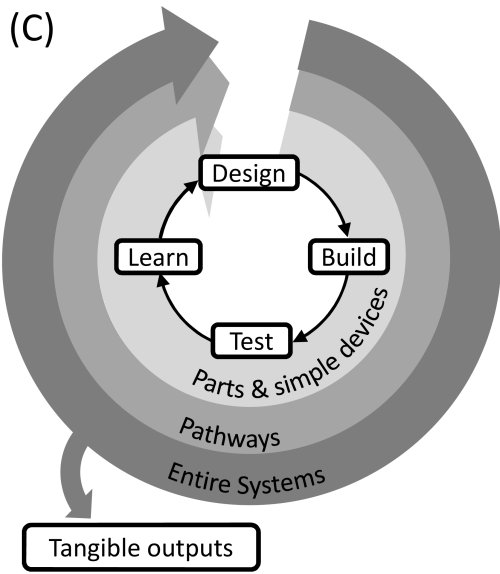 (C)
Design
Learn
Build
Test
Parts & simple devices
Pathways
Entire Systems
Tangible outputs